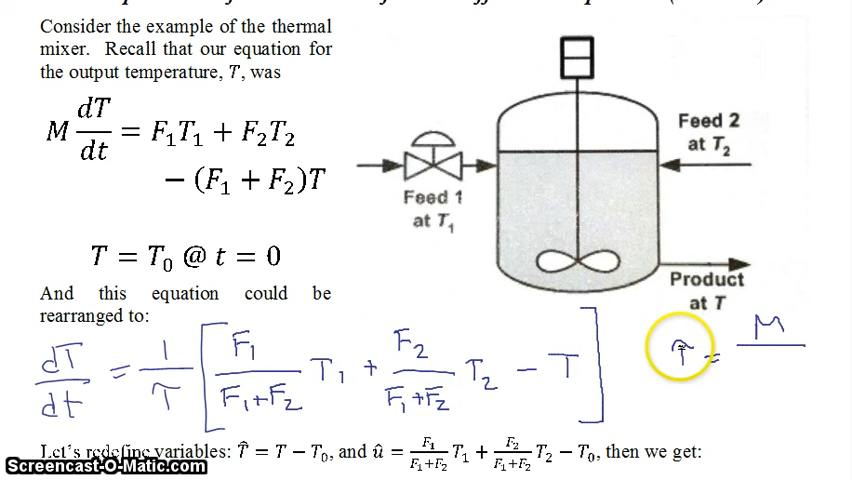 Consider the example of the thermal
mixer. Recall that our equation for
the output temperature, T, was
M dT/dt = F₁T₁ + F₂T₂
− (F₁ + F₂)T
T = T₀ @ t = 0
And this equation could be
rearranged to:
Feed 1
at T₁
Feed 2
at T₂
Product
at T
dT/dt = 1/τ [ F₁/(F₁+F₂) T₁ + F₂/(F₁+F₂) T₂ − T ]
τ = M
Let's redefine variables: T̂ = T − T₀, and û = F₁/(F₁+F₂) T₁ + F₂/(F₁+F₂) T₂ − T₀, then we get:
Screencast-O-Matic.com